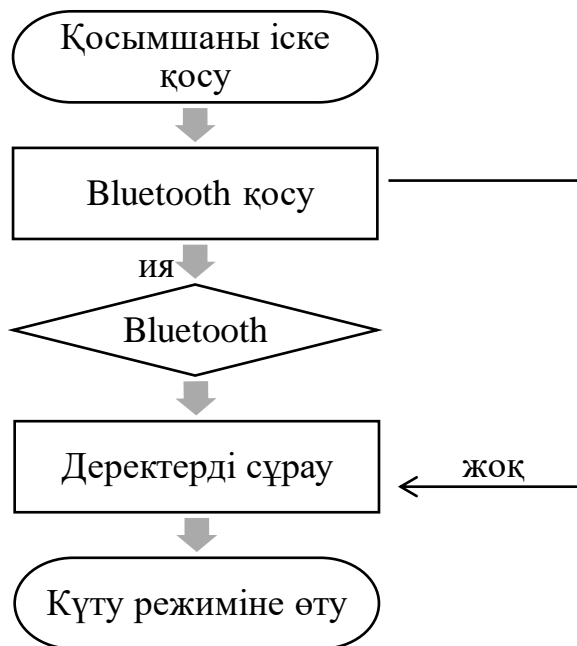 Қосымшаны іске
қосу
Bluetooth қосу
ия
Bluetooth
Деректерді сұрау
жоқ
Күту режиміне өту